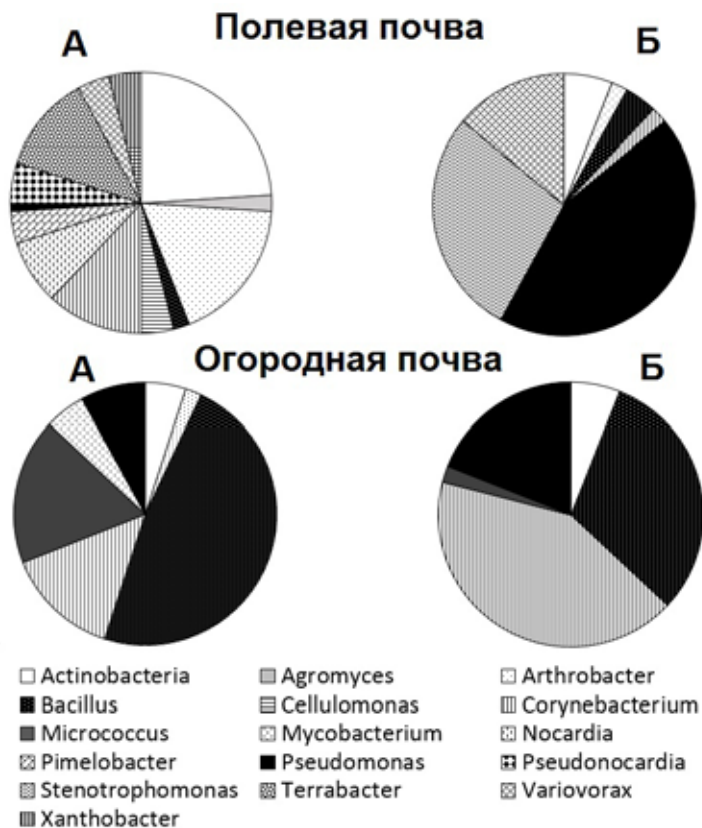 Полевая почва
А Б
Огородная почва
А Б
Actinobacteria Agromyces Arthrobacter
Bacillus Cellulomonas Corynebacterium
Micrococcus Mycobacterium Nocardia
Pimelobacter Pseudomonas Pseudonocardia
Stenotrophomonas Terrabacter Variovorax
Xanthobacter